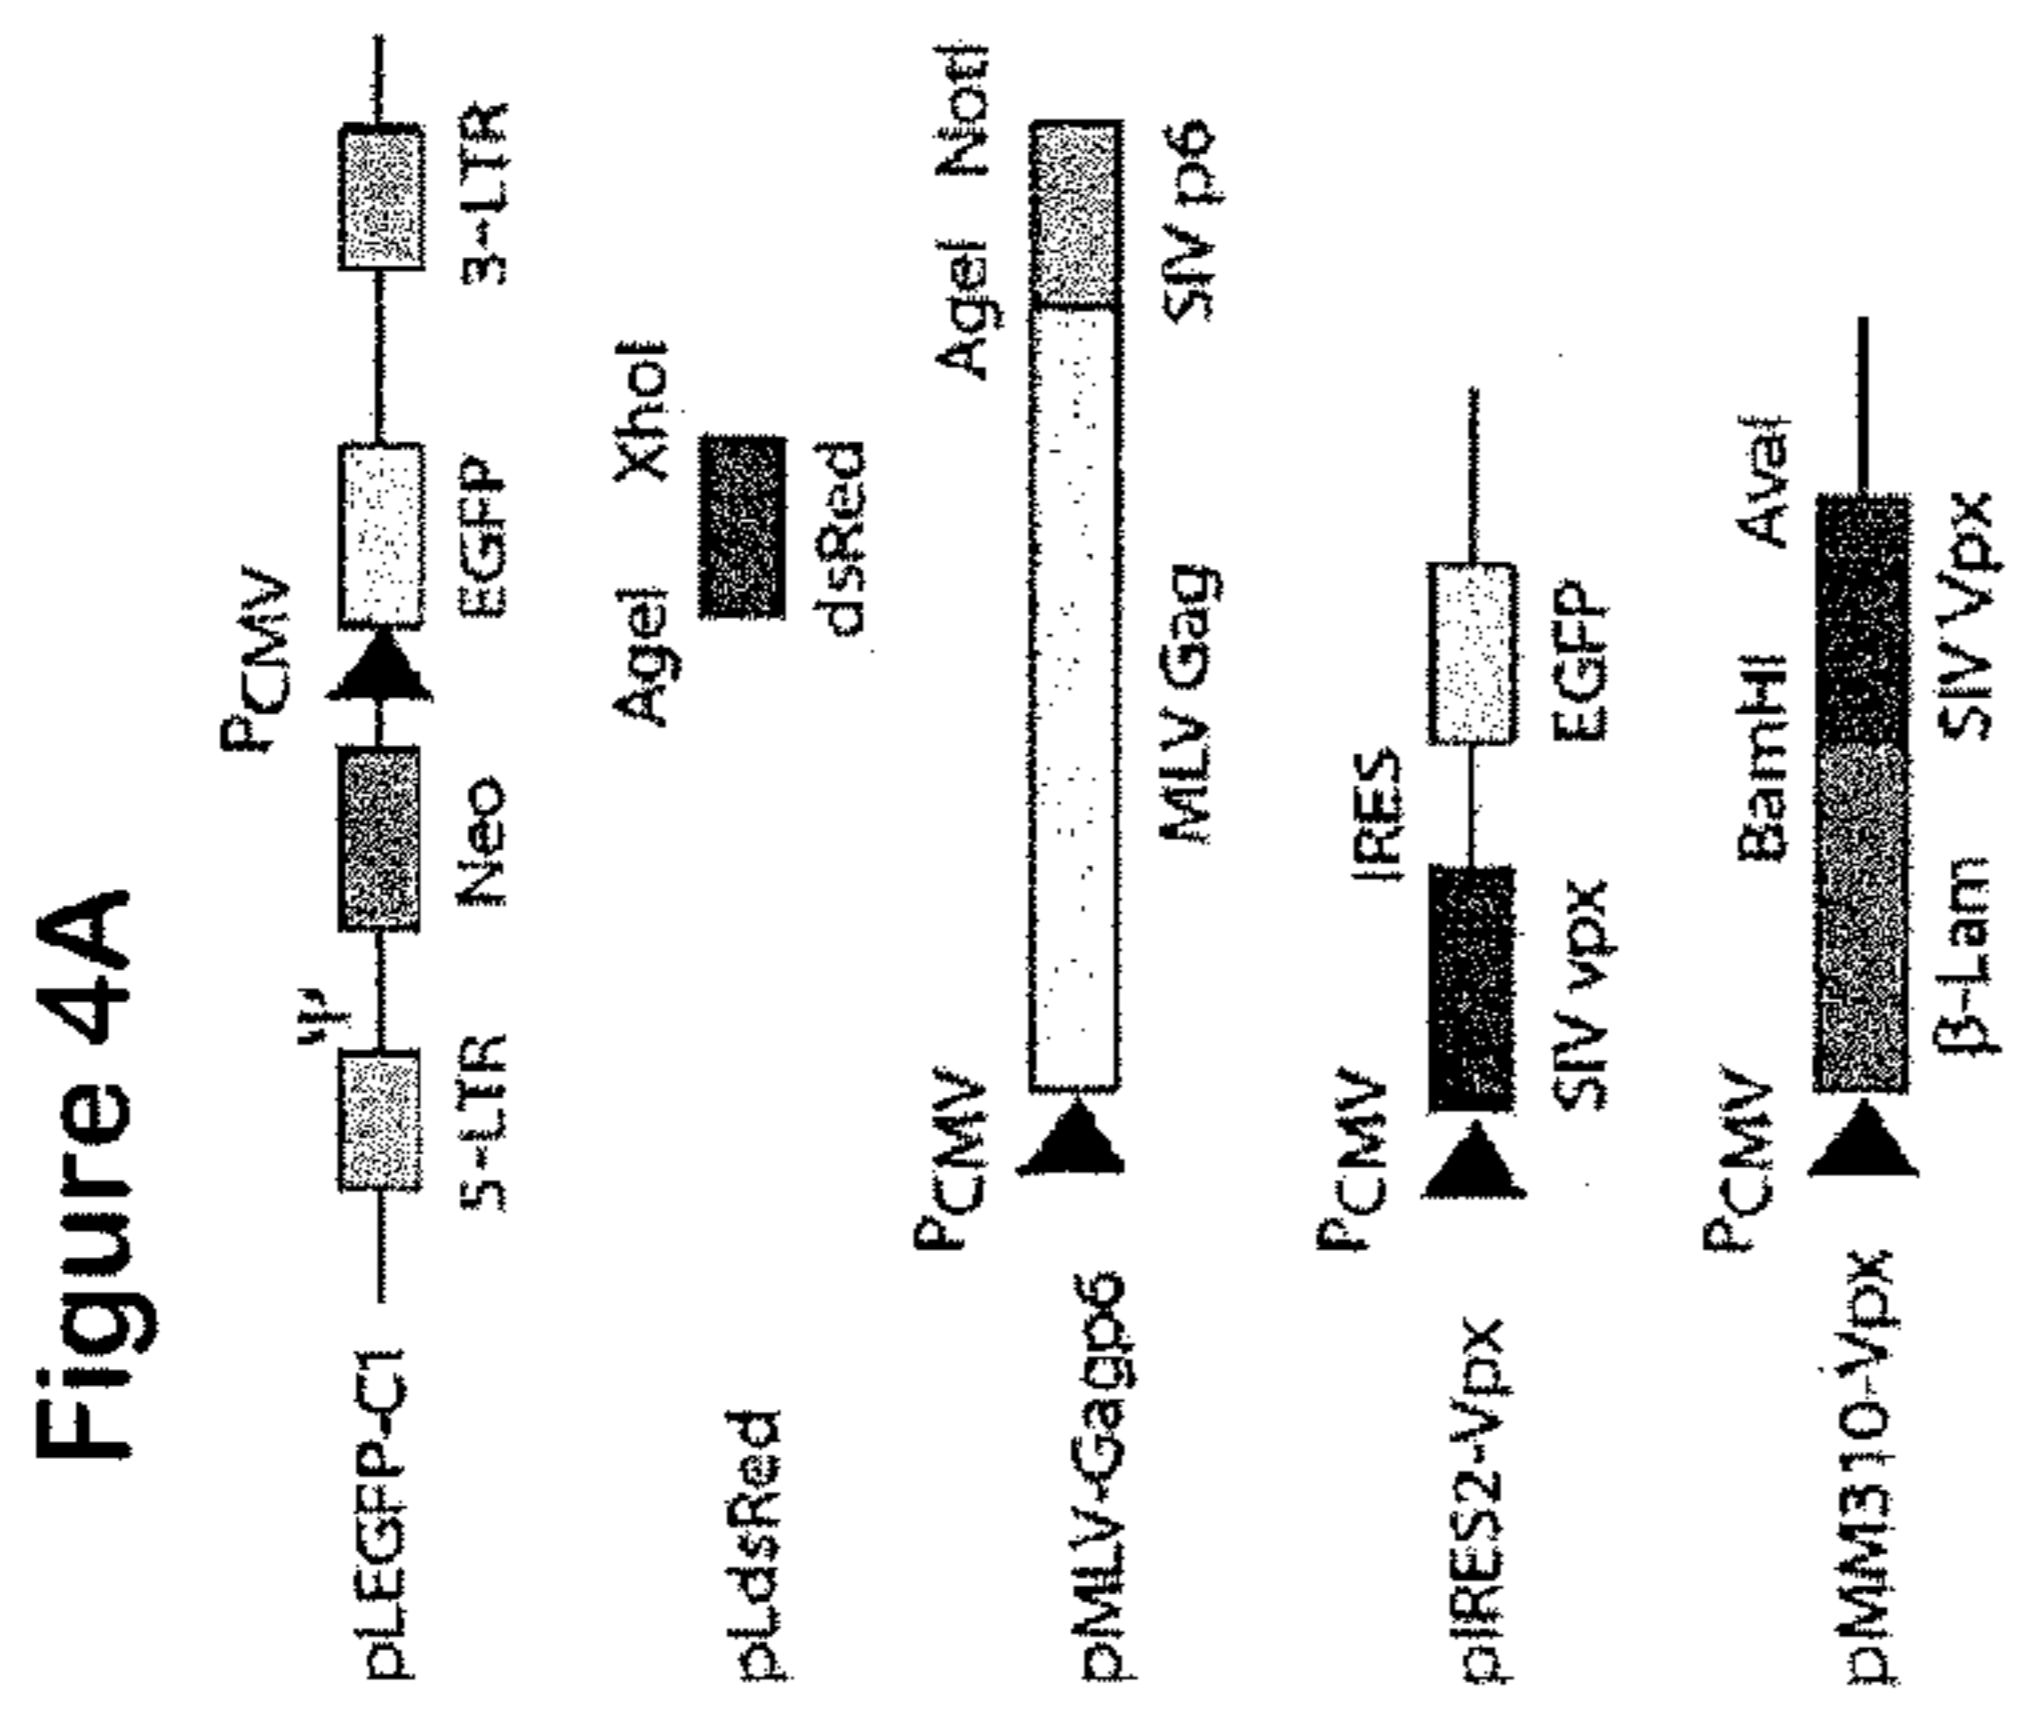 Figure 4A
PCMV
ψ
pLEGFP-C1
5-LTR
Neo
EGFP
3-LTR
AgeI
XhoI
pLdsRed
dsRed
PCMV
AgeI
NotI
pMLV-Gagp6
MLV Gag
SIV p6
PCMV
IRES
pIRES2-Vpx
SIV vpx
EGFP
PCMV
BamHI
AvaI
pMM310-Vpx
β-Lam
SIV Vpx